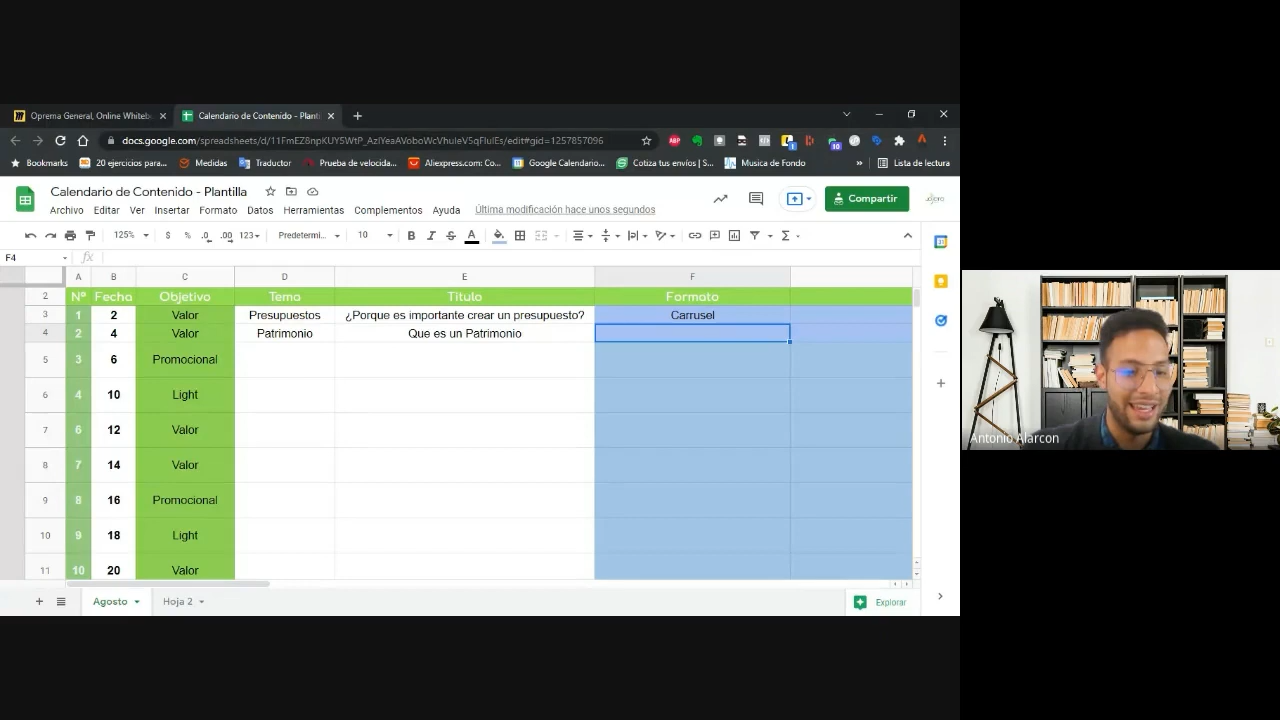 Oprema General, Online Whiteb
Calendario de Contenido - Planti
docs.google.com/spreadsheets/d/11FmEZ8npKUY5WtP_AzIYeaAVoboWcVhuIeV5qFIuIEs/edit#gid=1257857096
Bookmarks
20 ejercicios para...
Medidas
Traductor
Prueba de velocida...
Aliexpress.com: Co...
Google Calendario...
Cotiza tus envíos | S...
Musica de Fondo
»
Lista de lectura
Calendario de Contenido - Plantilla
Compartir
Archivo Editar Ver Insertar Formato Datos Herramientas Complementos Ayuda Última modificación hace unos segundos
125% $ % .0 .00 123 Predetermi... 10 B I S A
F4 fx
A B C D E F
2 Nº Fecha Objetivo Tema Titulo Formato
3 1 2 Valor Presupuestos ¿Porque es importante crear un presupuesto? Carrusel
4 2 4 Valor Patrimonio Que es un Patrimonio
5 3 6 Promocional
6 4 10 Light
7 6 12 Valor
8 7 14 Valor
9 8 16 Promocional
10 9 18 Light
11 10 20 Valor
Agosto Hoja 2 Explorar
Antonio Alarcon